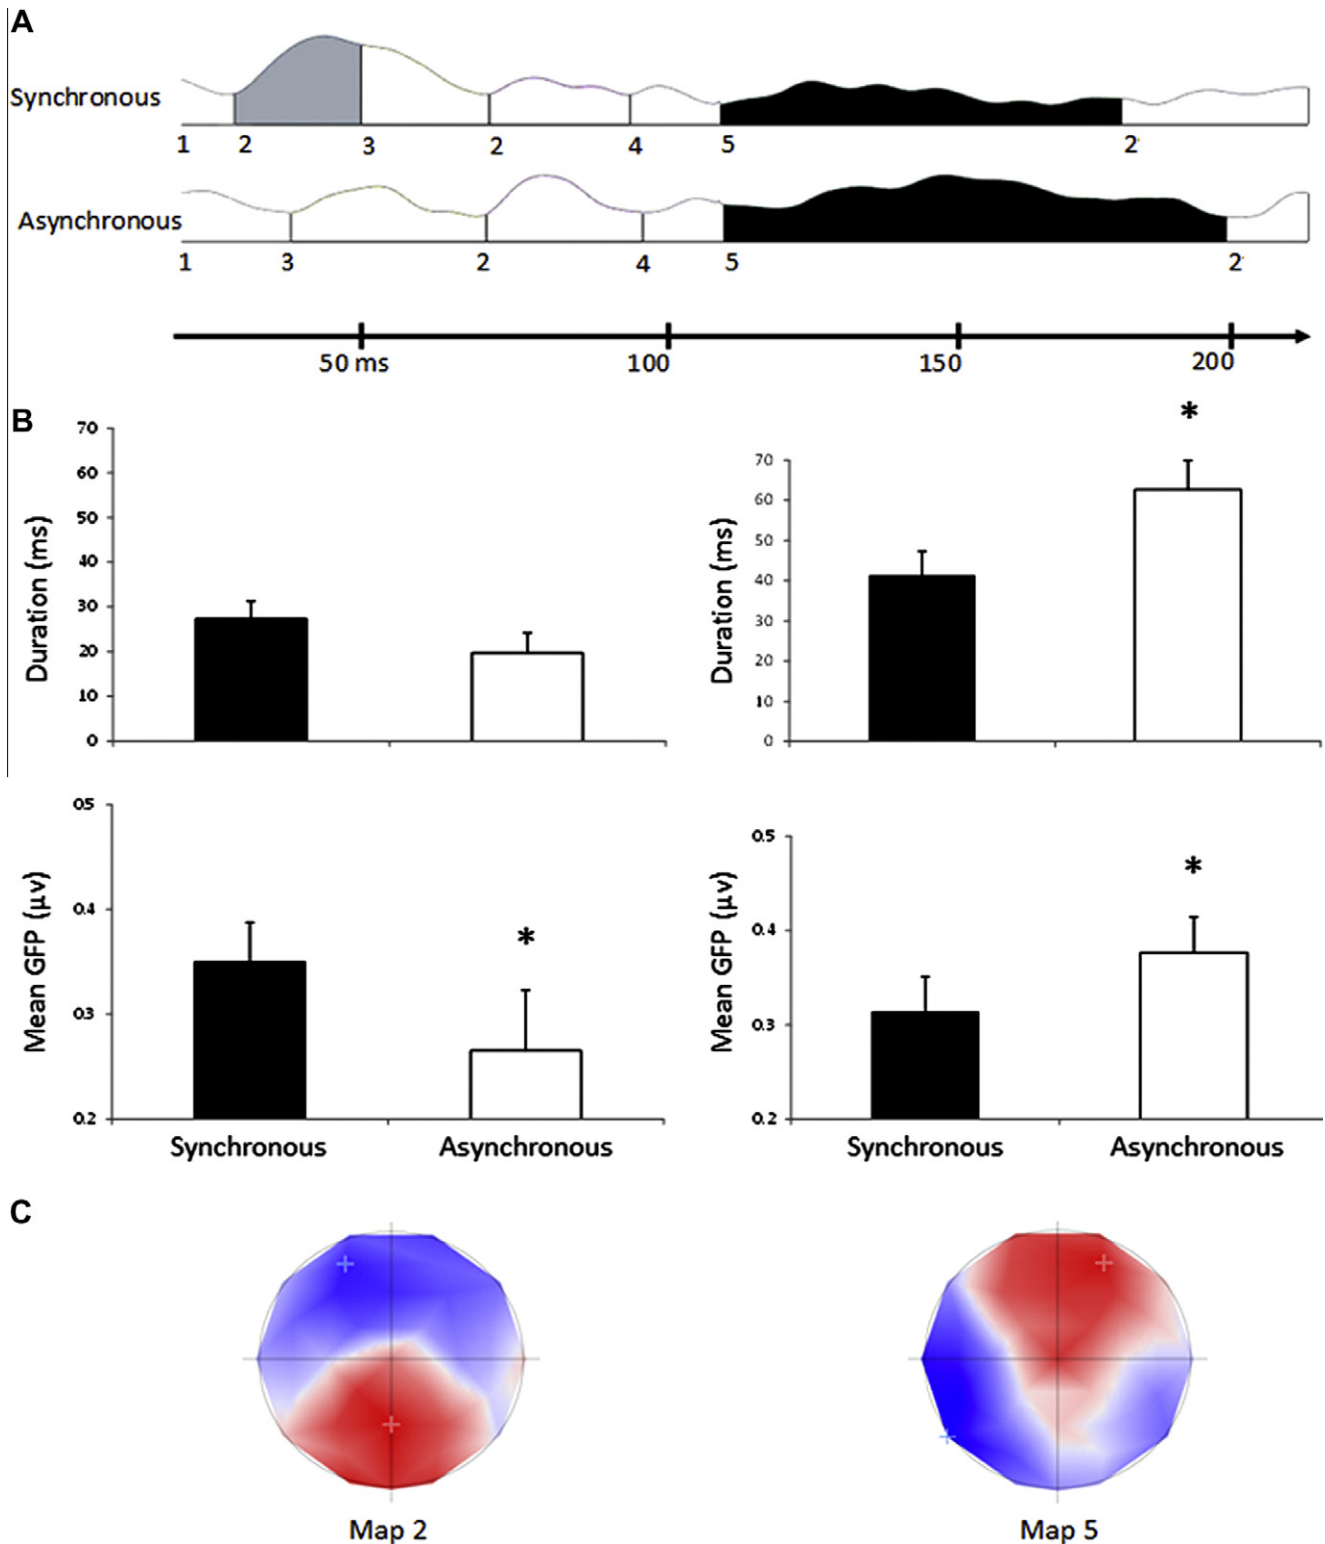 A
Synchronous
1 2 3 2 4 5 2
Asynchronous
1 3 2 4 5 2
50 ms 100 150 200
B
Duration (ms)
70
60
50
40
30
20
10
0
Duration (ms)
70
60
50
40
30
20
10
0
*
Mean GFP (μv)
0.5
0.4
0.3
0.2
*
Synchronous Asynchronous
Mean GFP (μv)
0.5
0.4
0.3
0.2
*
Synchronous Asynchronous
C
Map 2
Map 5